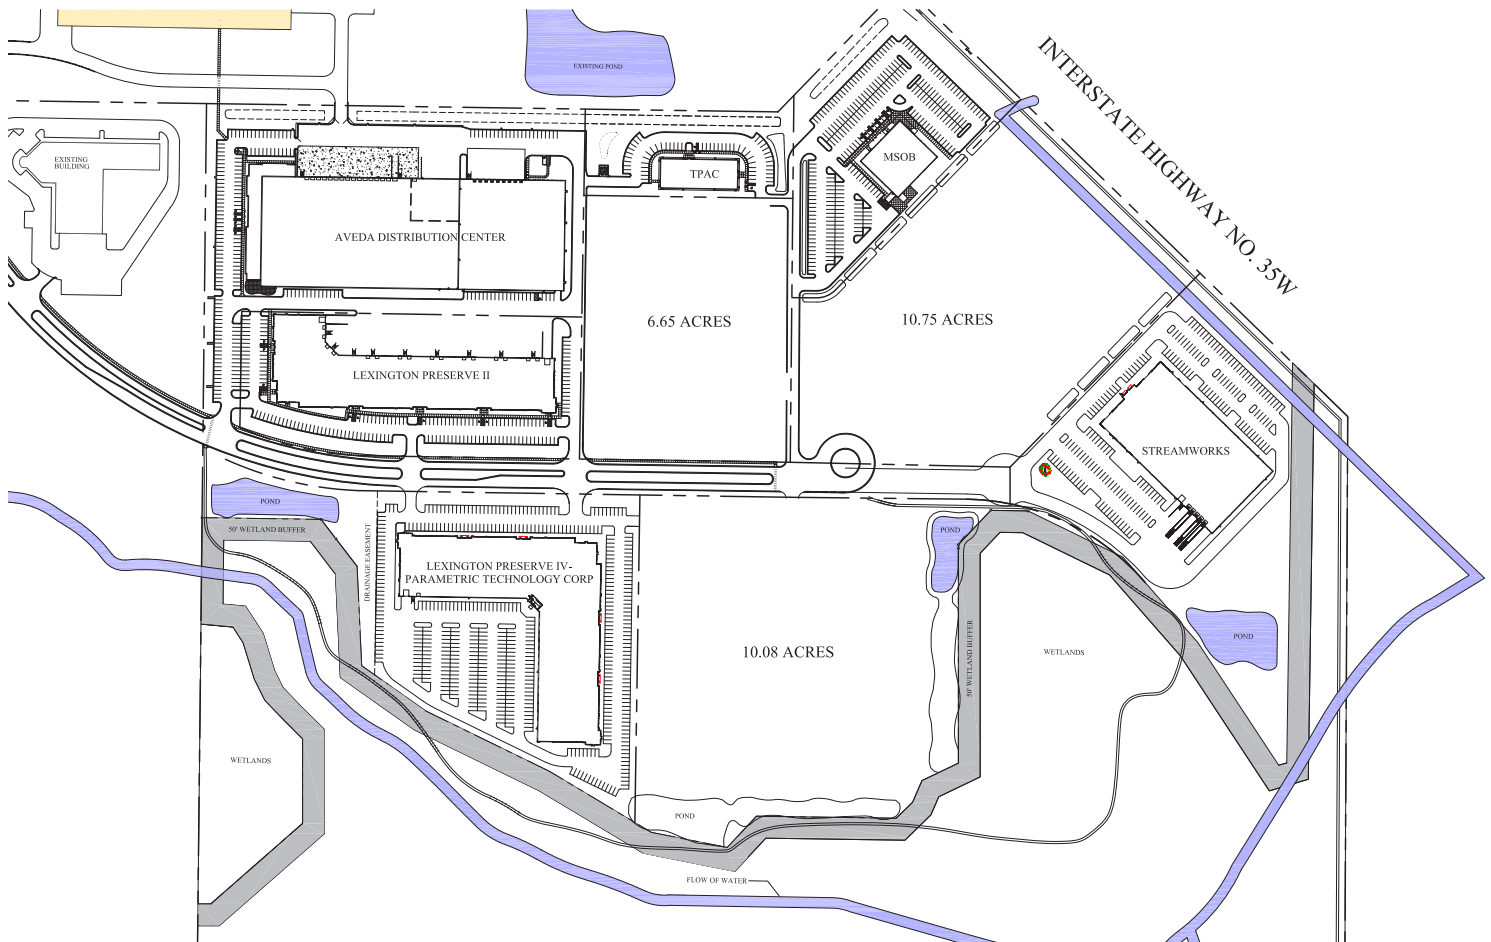 EXISTING POND
INTERSTATE HIGHWAY NO. 35W
EXISTING
BUILDING
MSOB
TPAC
AVEDA DISTRIBUTION CENTER
6.65 ACRES
10.75 ACRES
LEXINGTON PRESERVE II
STREAMWORKS
POND
50' WETLAND BUFFER
DRAINAGE EASEMENT
POND
LEXINGTON PRESERVE IV-
PARAMETRIC TECHNOLOGY CORP
10.08 ACRES
50' WETLAND BUFFER
WETLANDS
POND
WETLANDS
POND
FLOW OF WATER